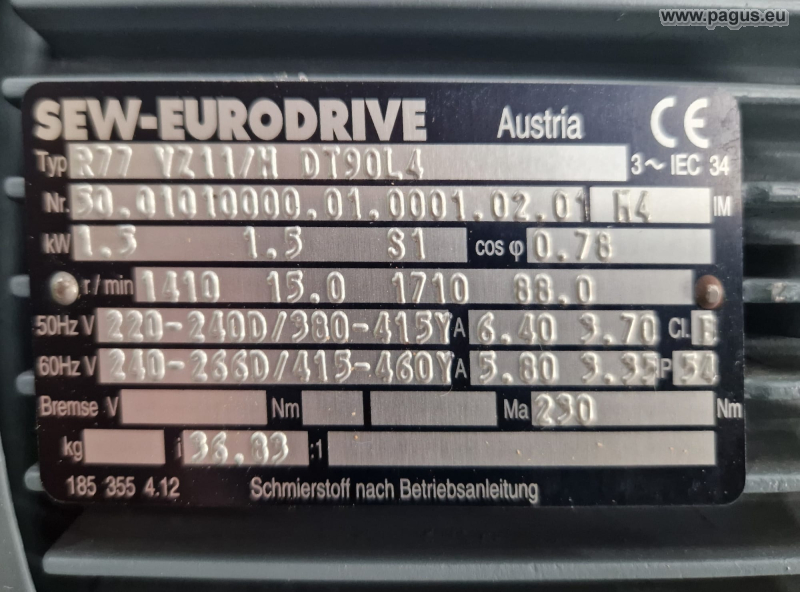 www.pagus.eu
SEW-EURODRIVE Austria CE
Typ R77 VZ11/H DT90L4 3~ IEC 34
Nr. 50.01010000.01.0001.02.01 M4 IM
kW 1.5 1.5 S1 cos φ 0.78
r/min 1410 15.0 1710 88.0
50Hz V 220-240D/380-415Y A 6.40 3.70 Cl. B
60Hz V 240-266D/415-460Y A 5.80 3.35 IP 54
Bremse V Nm Ma 230 Nm
kg i 36.83 :1
185 355 4.12 Schmierstoff nach Betriebsanleitung